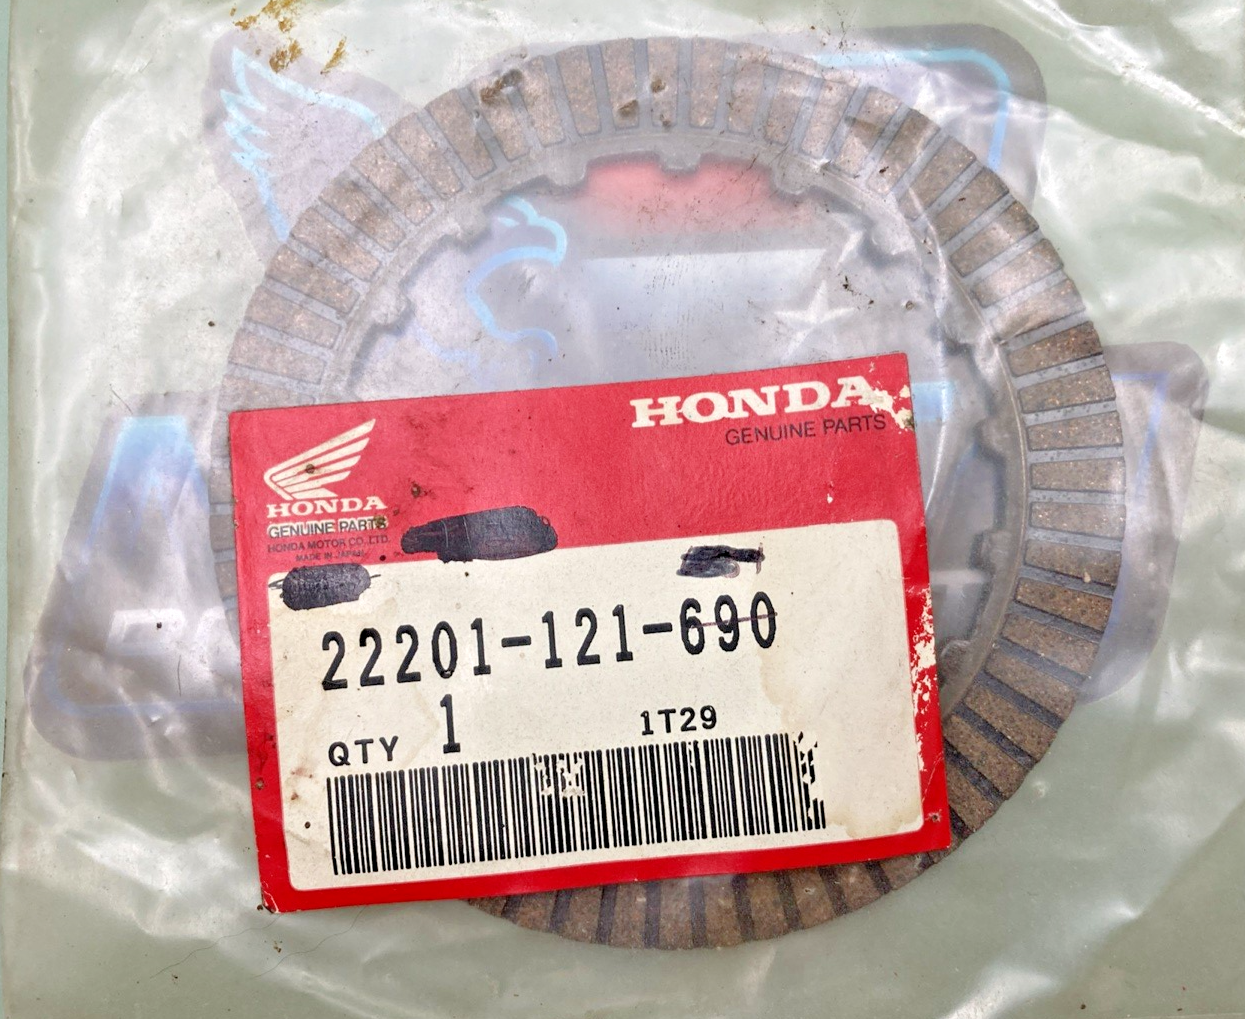 HONDA
GENUINE PARTS
HONDA
GENUINE PARTS
HONDA MOTOR CO.,LTD.
MADE IN JAPAN
22201-121-690
QTY 1
1T29